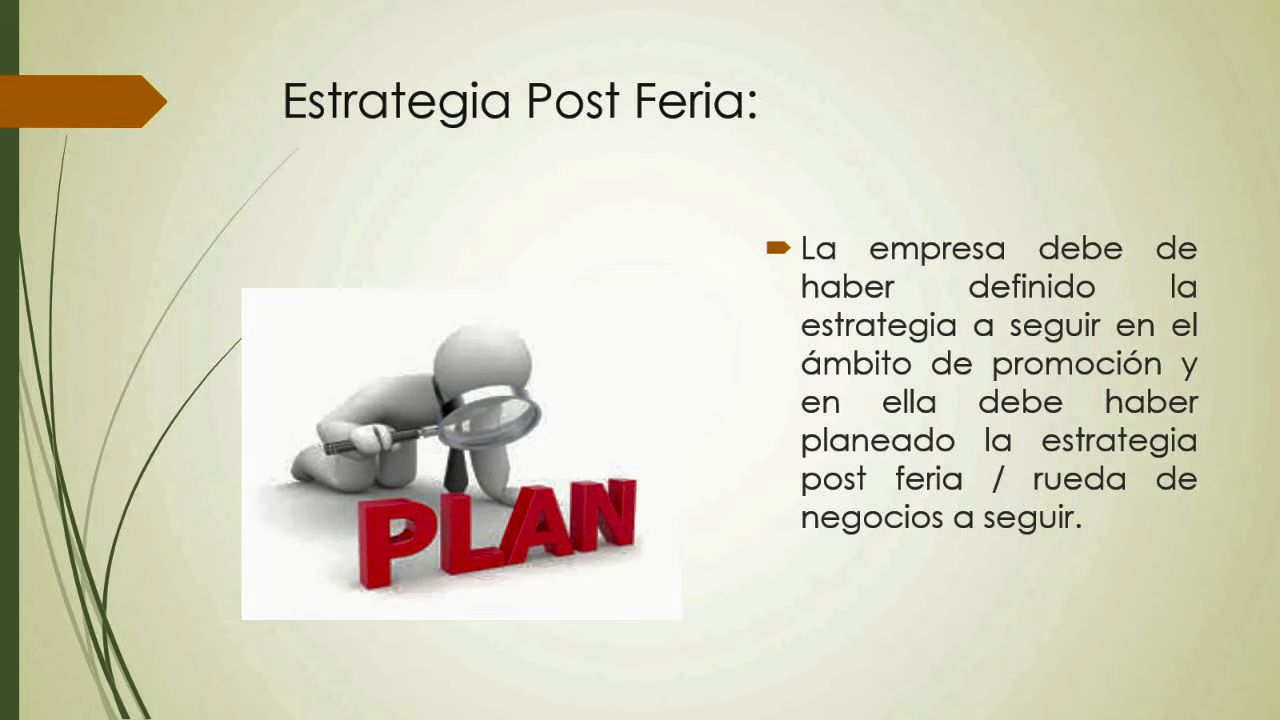 Estrategia Post Feria:
La empresa debe de
haber definido la
estrategia a seguir en el
ámbito de promoción y
en ella debe haber
planeado la estrategia
post feria / rueda de
negocios a seguir.
PLAN